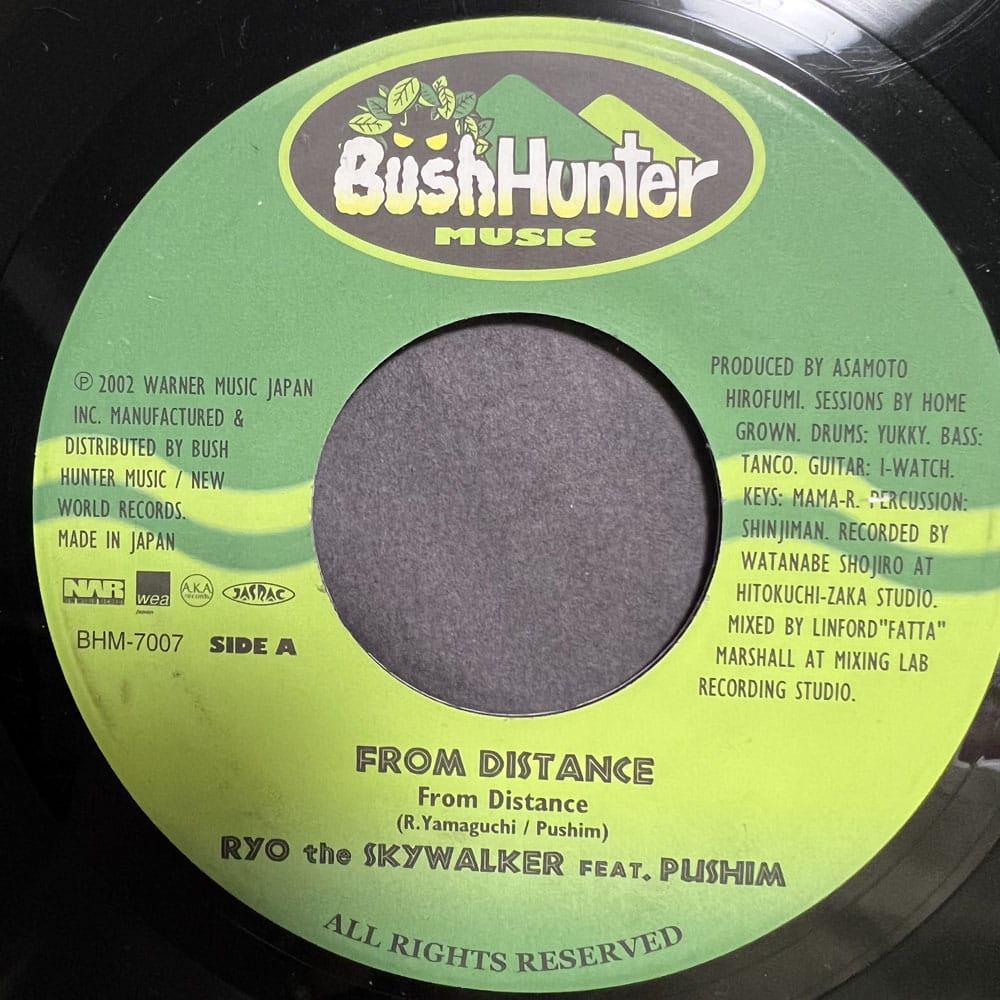 BushHunter
MUSIC
℗ 2002 WARNER MUSIC JAPAN
INC. MANUFACTURED &
DISTRIBUTED BY BUSH
HUNTER MUSIC / NEW
WORLD RECORDS.
MADE IN JAPAN
NAR
wea
japan
A.K.A
records
JASRAC
BHM-7007 SIDE A
PRODUCED BY ASAMOTO
HIROFUMI. SESSIONS BY HOME
GROWN. DRUMS: YUKKY. BASS:
TANCO. GUITAR: I-WATCH.
KEYS: MAMA-R. PERCUSSION:
SHINJIMAN. RECORDED BY
WATANABE SHOJIRO AT
HITOKUCHI-ZAKA STUDIO.
MIXED BY LINFORD"FATTA"
MARSHALL AT MIXING LAB
RECORDING STUDIO.
FROM DISTANCE
From Distance
(R.Yamaguchi / Pushim)
RYO the SKYWALKER FEAT. PUSHIM
ALL RIGHTS RESERVED